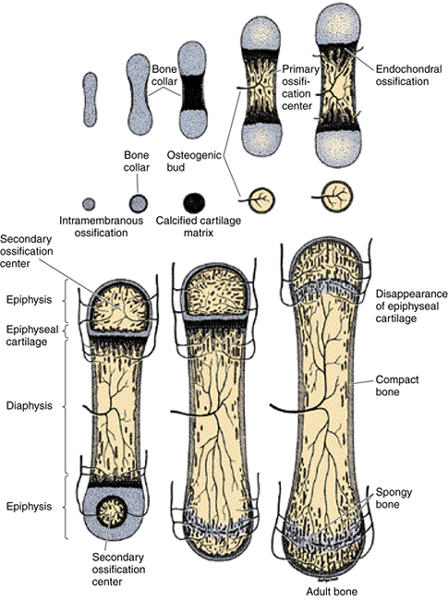 Bone
collar
Primary
ossifi-
cation
center
Endochondral
ossification
Bone
collar
Osteogenic
bud
Intramembranous
ossification
Calcified cartilage
matrix
Secondary
ossification
center
Epiphysis
Epiphyseal
cartilage
Diaphysis
Epiphysis
Secondary
ossification
center
Disappearance
of epiphyseal
cartilage
Compact
bone
Spongy
bone
Adult bone